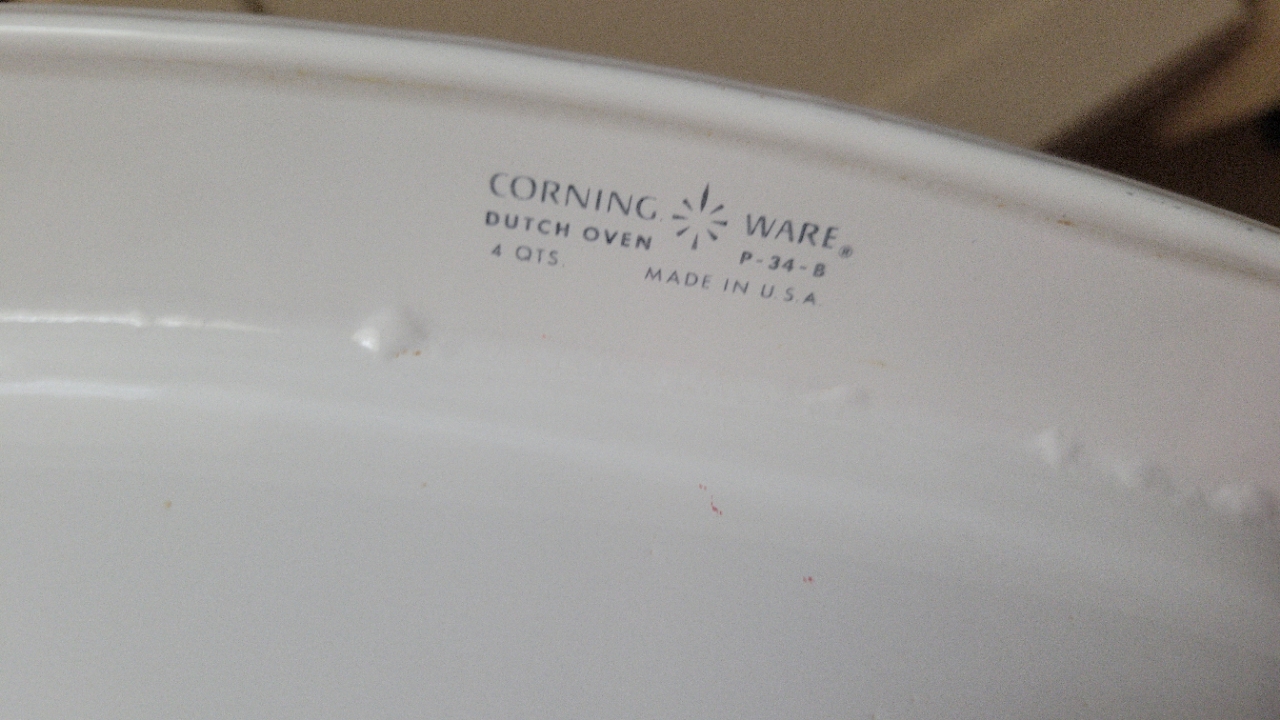 CORNING WARE®
DUTCH OVEN P-34-B
4 QTS. MADE IN U.S.A.